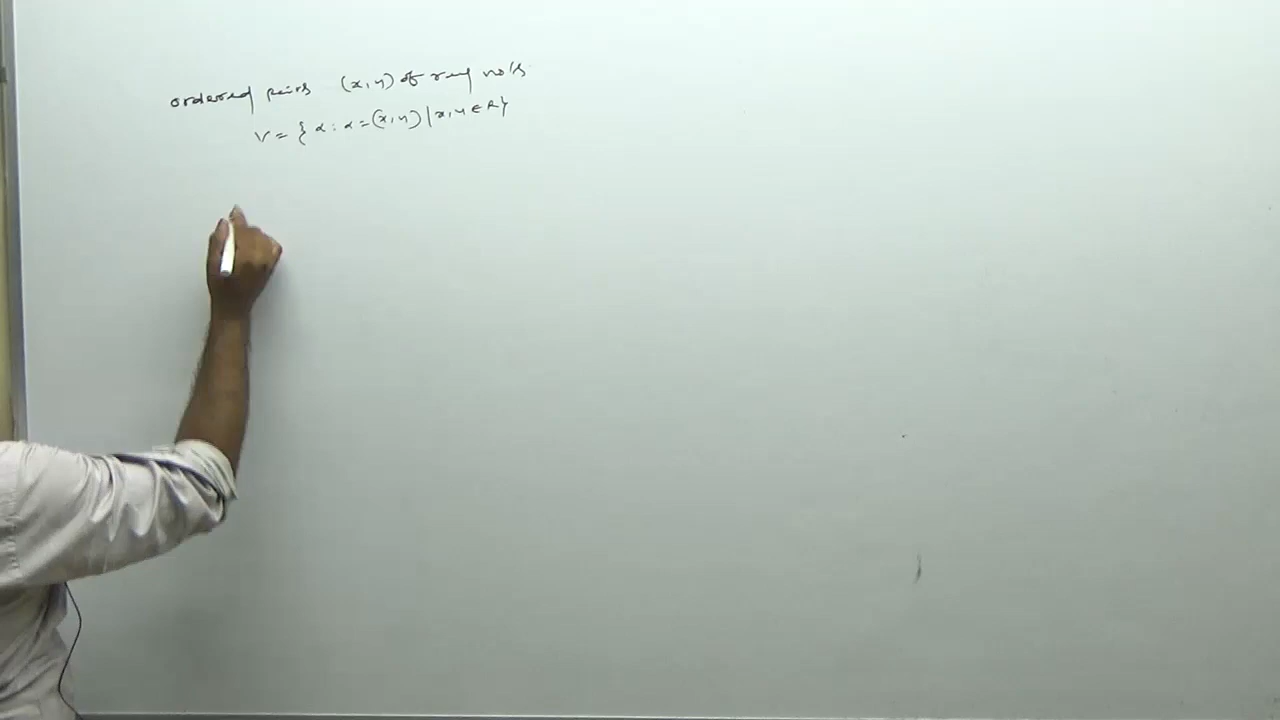 ordered pairs (x,y) of real no's
V = { α : α = (x,y) | x,y ∈ R }